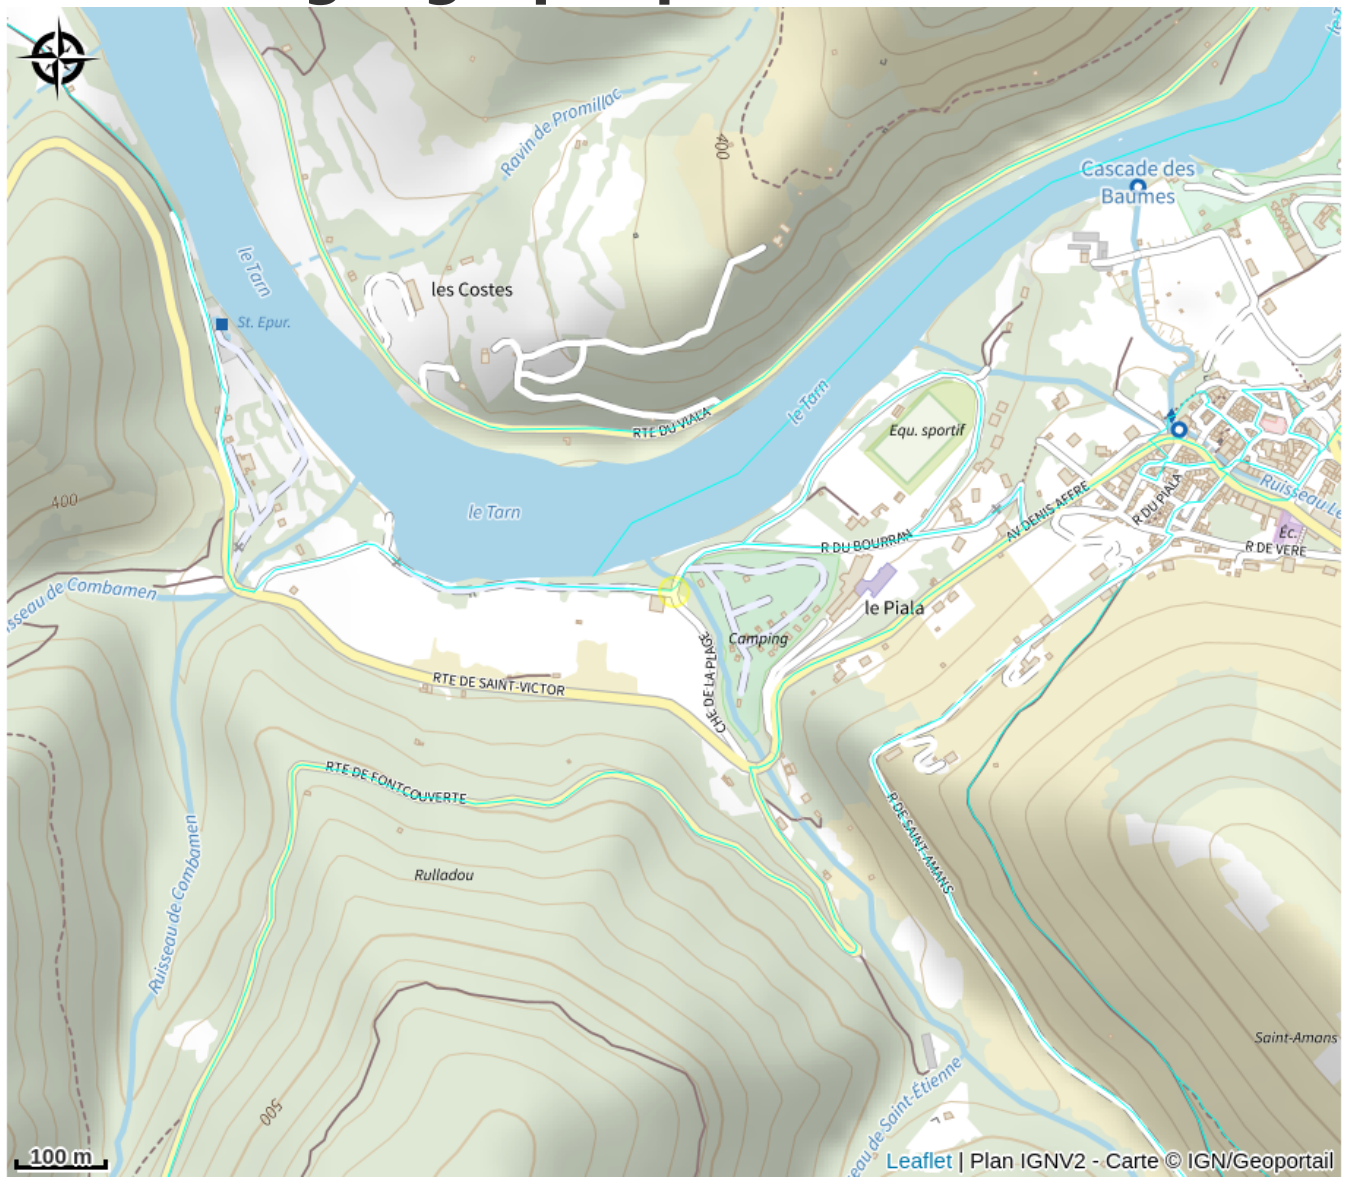 Ravin de Promillac
400
Cascade des
Baumes
le Tarn
les Costes
St. Epur.
RTE DU VIALA
le Tarn
Equ. sportif
400
le Tarn
R DU PIALA
Ruisseau Le
AV DENIS AFFRE
R DU BOURRAN
Éc.
R DE VERE
isseau de Combamen
le Piala
Camping
CHE DE LA PLAGE
RTE DE SAINT-VICTOR
RTE DE FONTCOUVERTE
R DE SAINT-AMANS
Rulladou
Ruisseau de Combamen
Saint-Amans
500
eau de Saint-Étienne
100 m
Leaflet | Plan IGNV2 - Carte © IGN/Geoportail